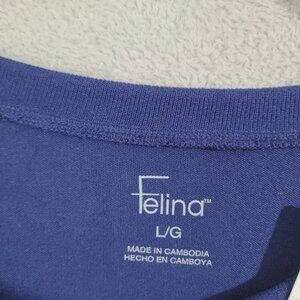 Felina™
L/G
MADE IN CAMBODIA
HECHO EN CAMBOYA